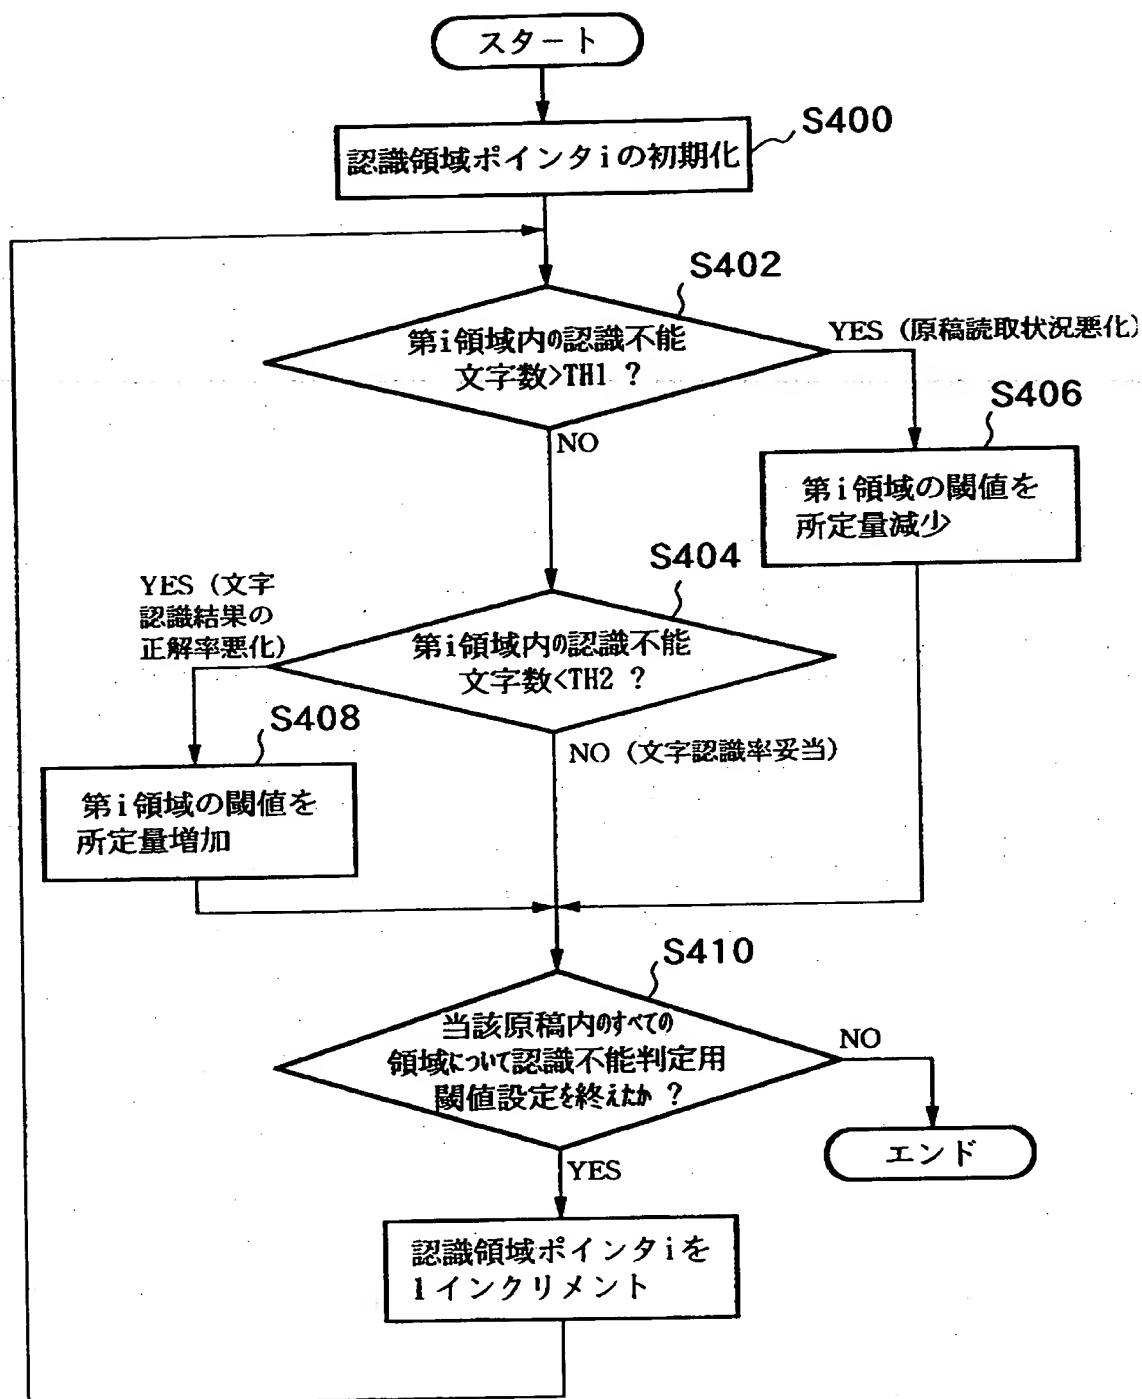 スタート
S400
認識領域ポインタiの初期化
S402
第i領域内の認識不能
文字数>TH1 ?
YES (原稿読取状況悪化)
NO
S406
第i領域の閾値を
所定量減少
S404
YES (文字
認識結果の
正解率悪化)
第i領域内の認識不能
文字数<TH2 ?
S408
NO (文字認識率妥当)
第i領域の閾値を
所定量増加
S410
当該原稿内のすべての
領域について認識不能判定用
閾値設定を終えたか ?
NO
エンド
YES
認識領域ポインタiを
1インクリメント